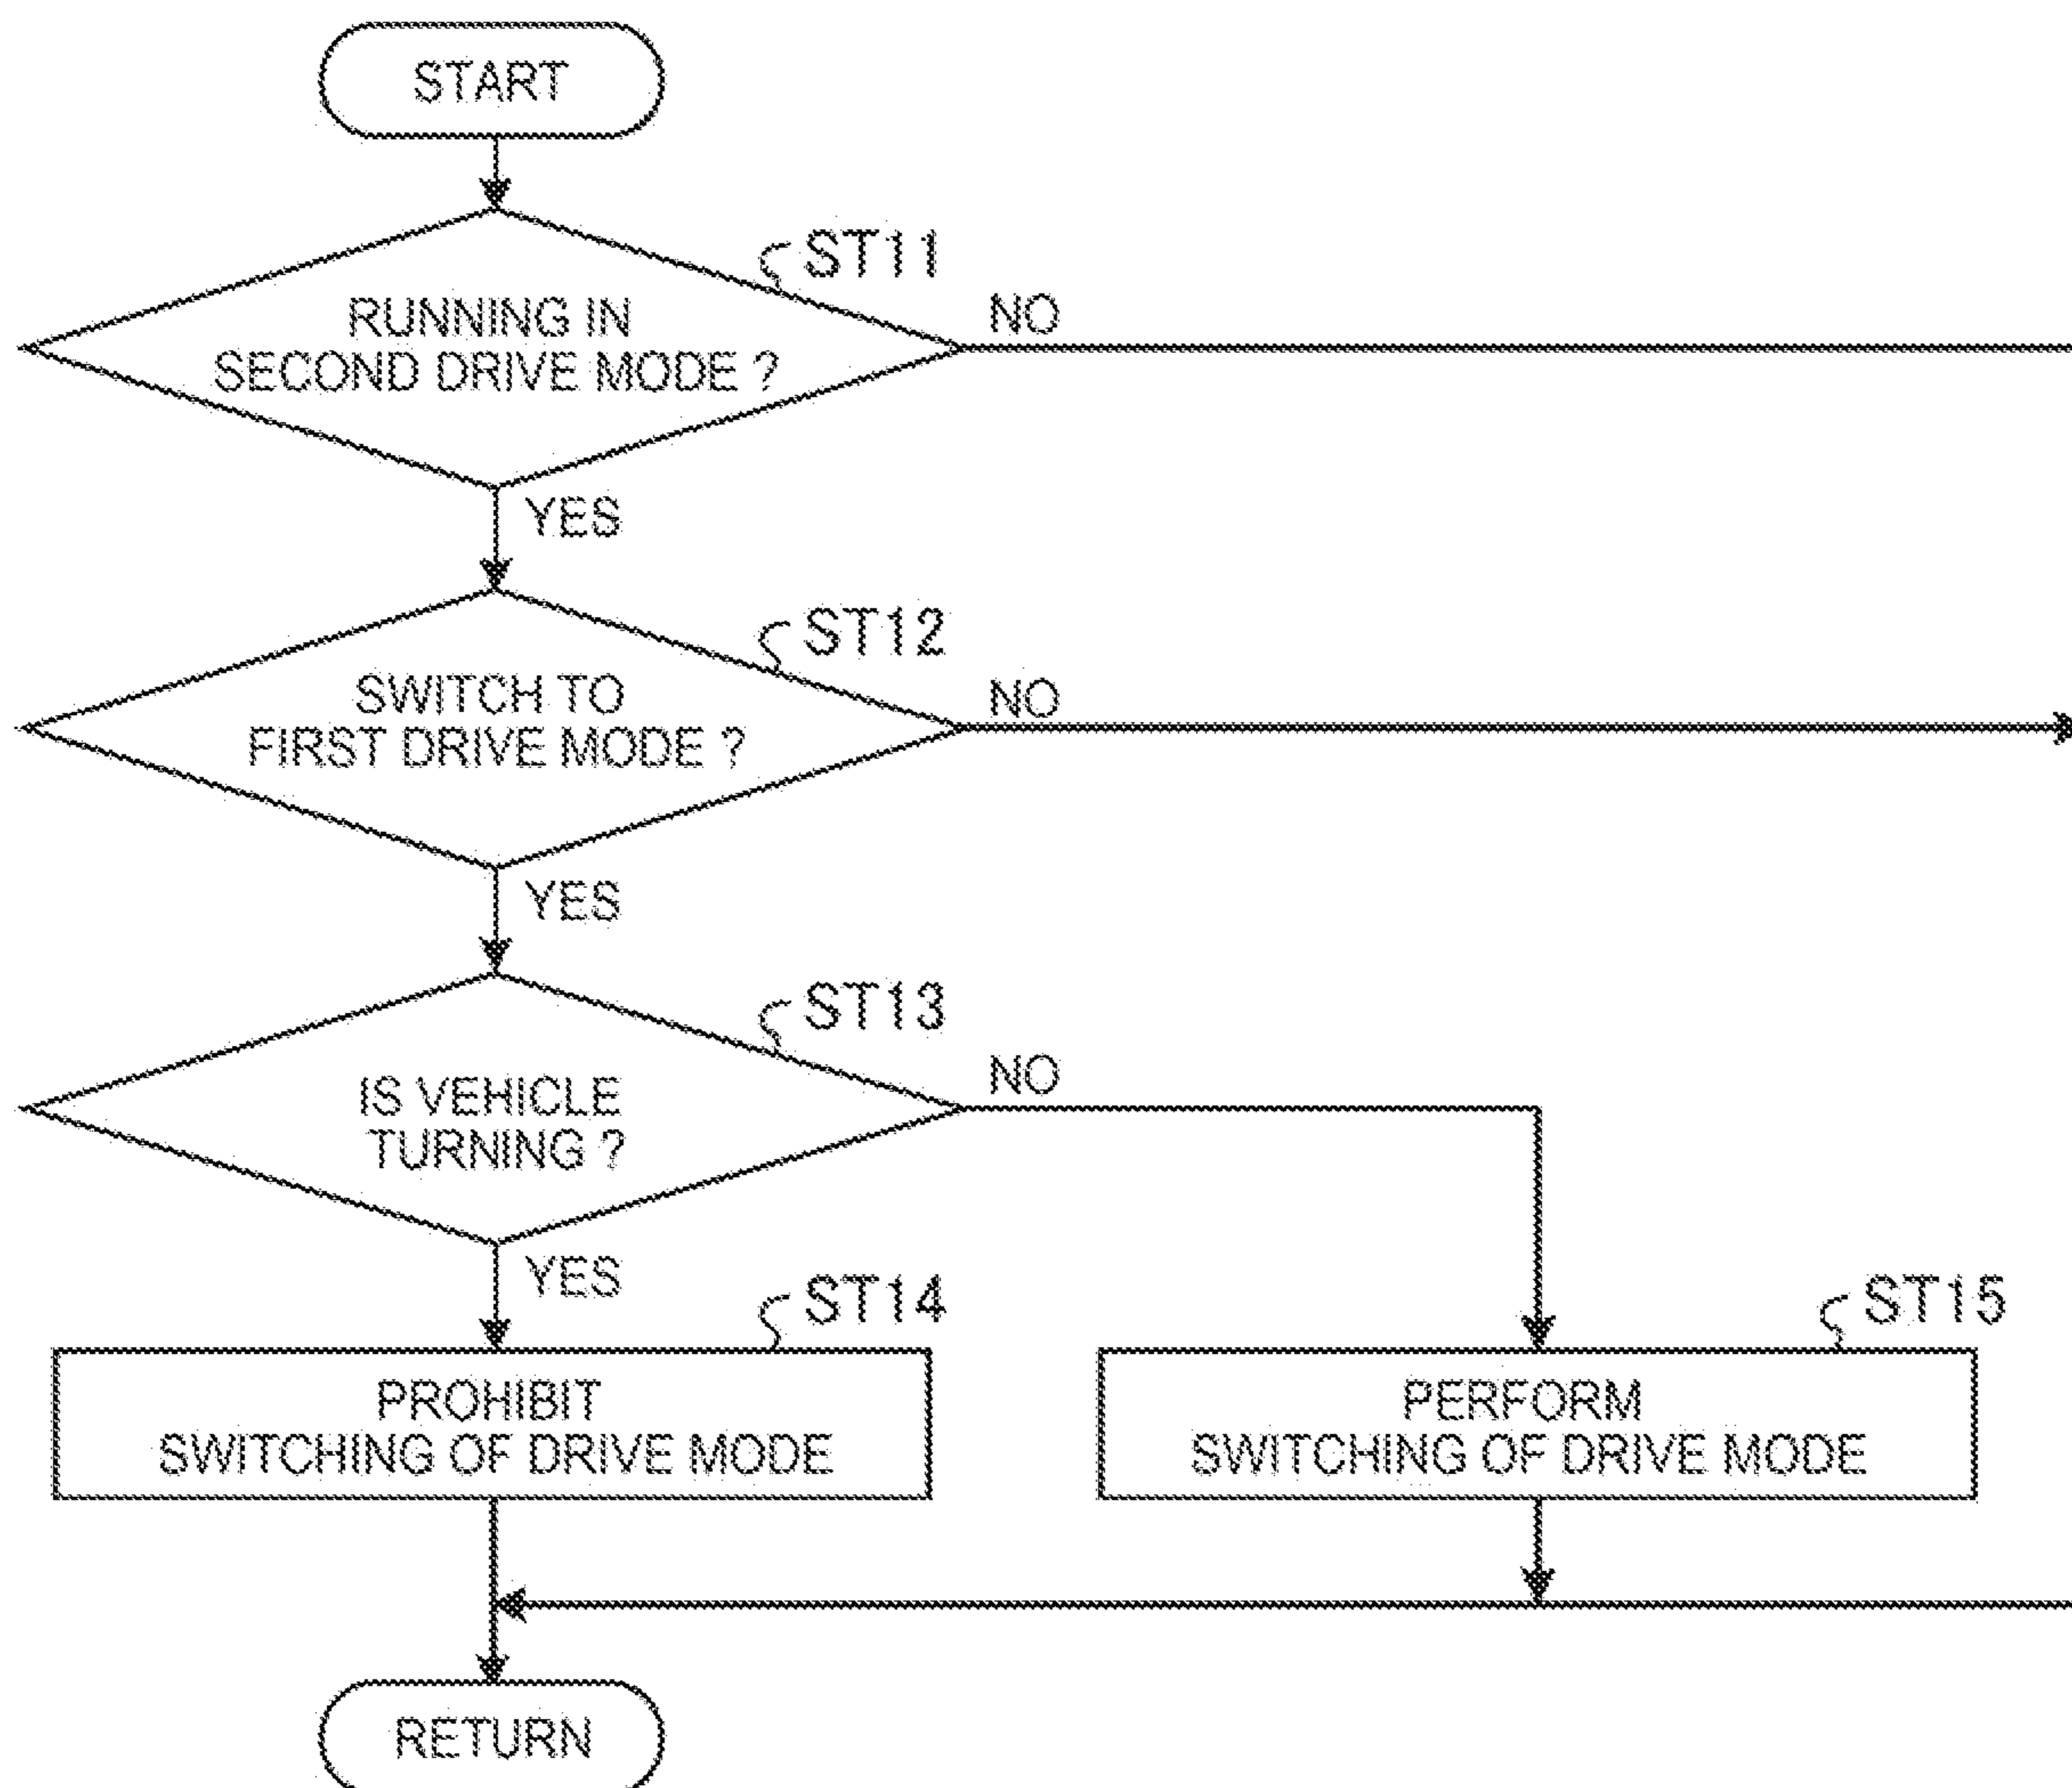 START
ST11
RUNNING IN
SECOND DRIVE MODE ?
NO
YES
ST12
SWITCH TO
FIRST DRIVE MODE ?
NO
YES
ST13
IS VEHICLE
TURNING ?
NO
YES
ST14
PROHIBIT
SWITCHING OF DRIVE MODE
ST15
PERFORM
SWITCHING OF DRIVE MODE
RETURN